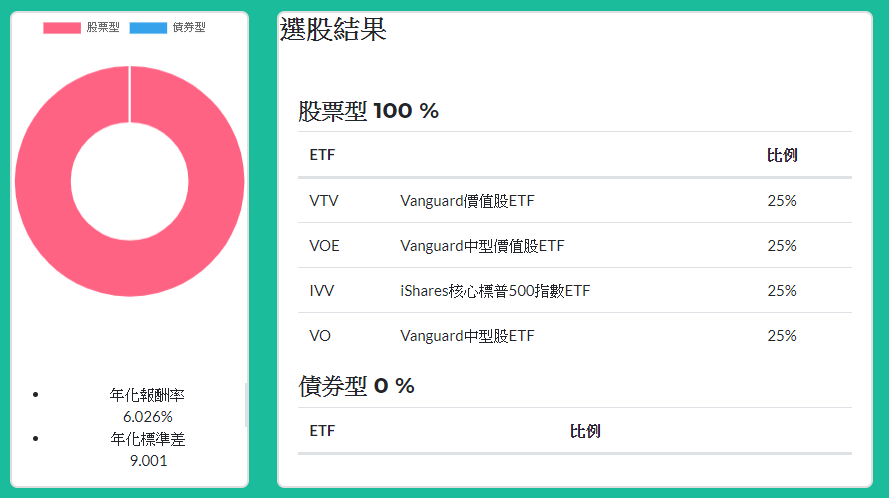 股票型 債券型
年化報酬率
6.026%
年化標準差
9.001
選股結果
股票型 100 %
ETF 比例
VTV Vanguard價值股ETF 25%
VOE Vanguard中型價值股ETF 25%
IVV iShares核心標普500指數ETF 25%
VO Vanguard中型股ETF 25%
債券型 0 %
ETF 比例